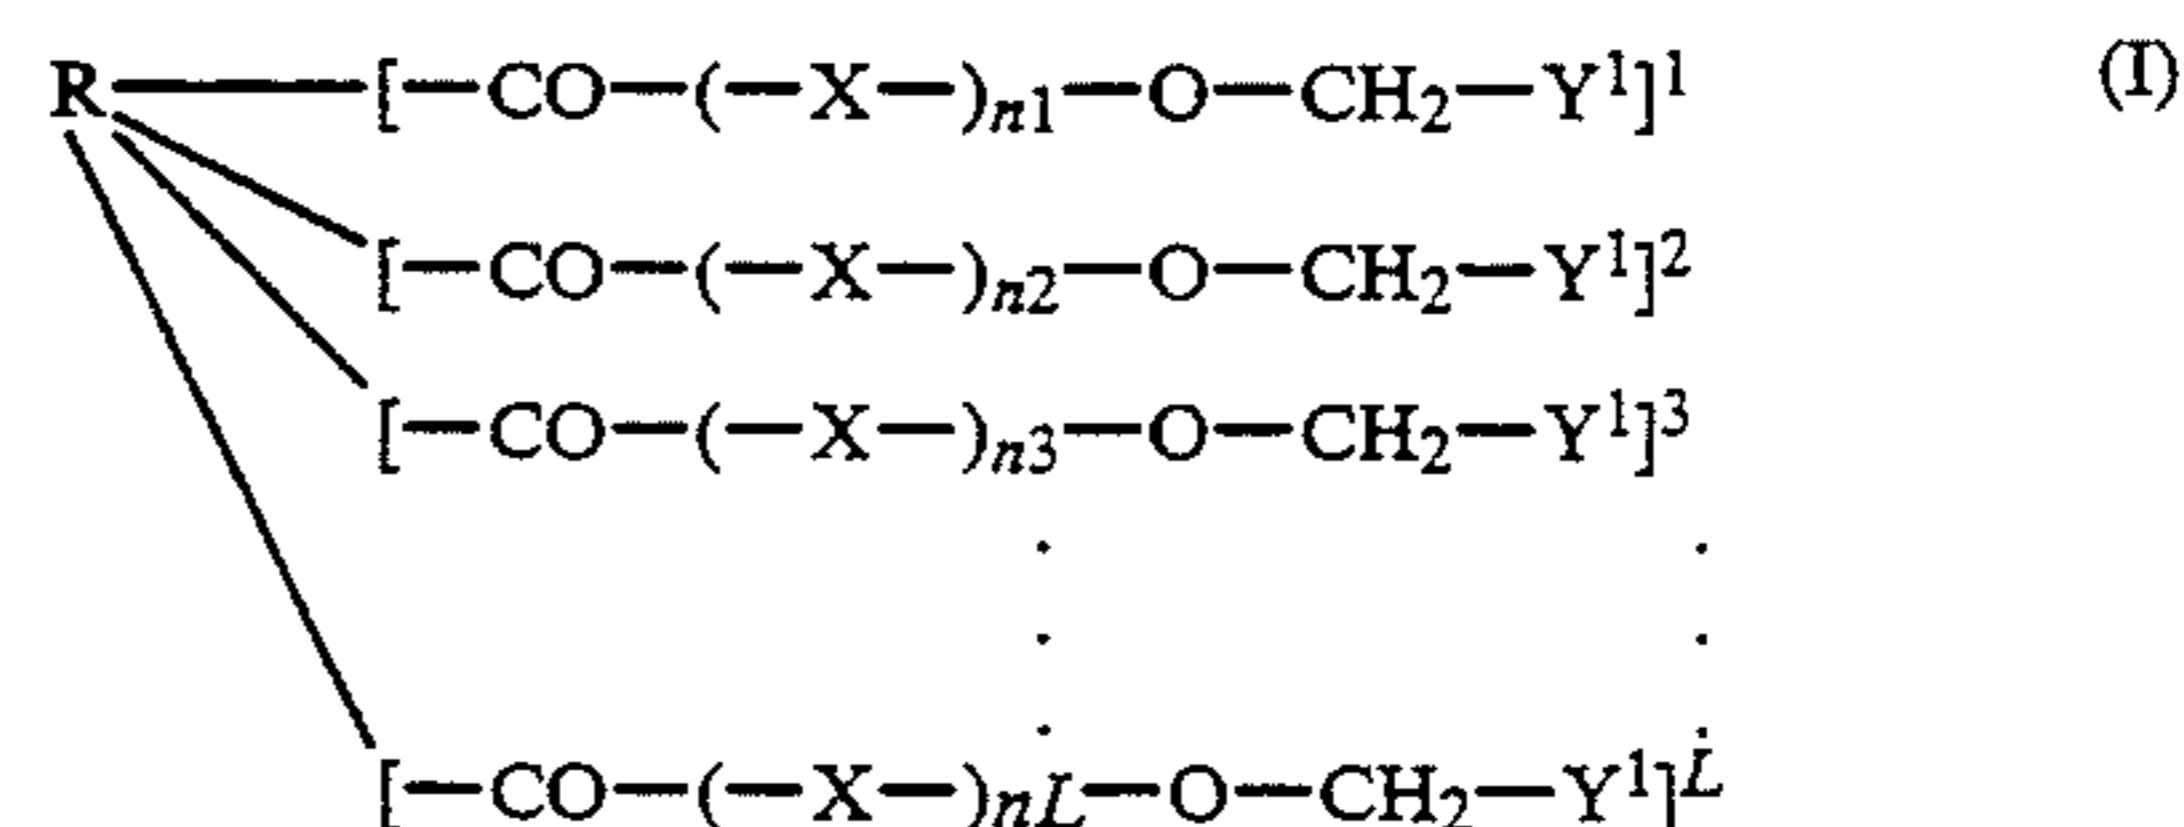 R—[—CO—(—X—)n1—O—CH2—Y1]1 (I)
[—CO—(—X—)n2—O—CH2—Y1]2
[—CO—(—X—)n3—O—CH2—Y1]3
. .
. .
. .
[—CO—(—X—)nL—O—CH2—Y1]L